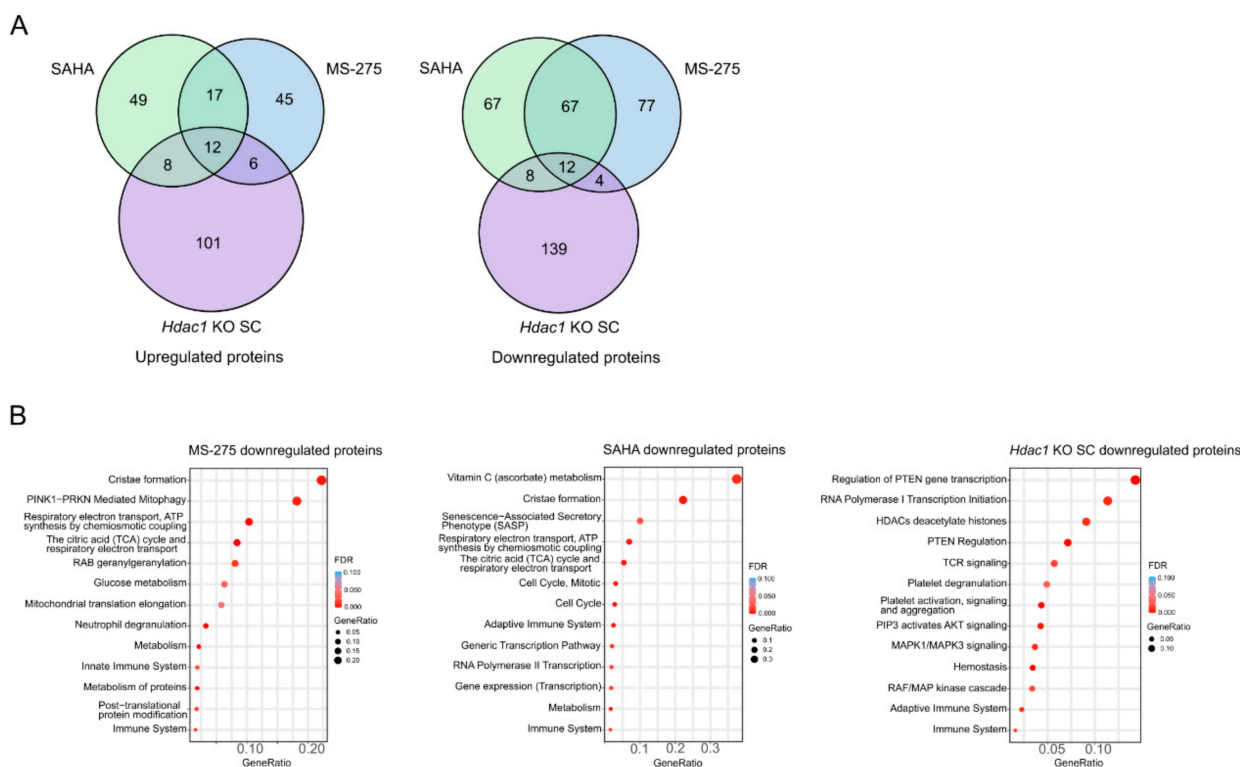 A
SAHA
MS-275
49
17
45
12
8
6
101
Hdac1 KO SC
Upregulated proteins
SAHA
MS-275
67
67
77
12
8
4
139
Hdac1 KO SC
Downregulated proteins
B
MS-275 downregulated proteins
Cristae formation
PINK1−PRKN Mediated Mitophagy
Respiratory electron transport, ATP
synthesis by chemiosmotic coupling
The citric acid (TCA) cycle and
respiratory electron transport
RAB geranylgeranylation
Glucose metabolism
Mitochondrial translation elongation
Neutrophil degranulation
Metabolism
Innate Immune System
Metabolism of proteins
Post-translational
protein modification
Immune System
0.10
0.20
GeneRatio
FDR
0.100
0.050
0.000
GeneRatio
0.05
0.10
0.15
0.20
SAHA downregulated proteins
Vitamin C (ascorbate) metabolism
Cristae formation
Senescence−Associated Secretory
Phenotype (SASP)
Respiratory electron transport, ATP
synthesis by chemiosmotic coupling
The citric acid (TCA) cycle and
respiratory electron transport
Cell Cycle, Mitotic
Cell Cycle
Adaptive Immune System
Generic Transcription Pathway
RNA Polymerase II Transcription
Gene expression (Transcription)
Metabolism
Immune System
0.1
0.2
0.3
GeneRatio
FDR
0.100
0.050
0.000
GeneRatio
0.1
0.2
0.3
Hdac1 KO SC downregulated proteins
Regulation of PTEN gene transcription
RNA Polymerase I Transcription Initiation
HDACs deacetylate histones
PTEN Regulation
TCR signaling
Platelet degranulation
Platelet activation, signaling
and aggregation
PIP3 activates AKT signaling
MAPK1/MAPK3 signaling
Hemostasis
RAF/MAP kinase cascade
Adaptive Immune System
Immune System
0.05
0.10
GeneRatio
FDR
0.100
0.050
0.000
GeneRatio
0.05
0.10